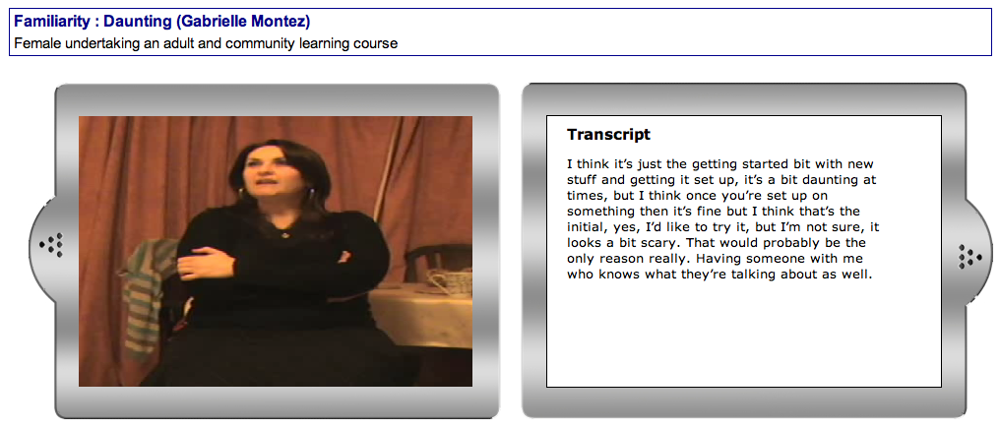 Familiarity : Daunting (Gabrielle Montez)
Female undertaking an adult and community learning course
Transcript
I think it's just the getting started bit with new
stuff and getting it set up, it's a bit daunting at
times, but I think once you're set up on
something then it's fine but I think that's the
initial, yes, I'd like to try it, but I'm not sure, it
looks a bit scary. That would probably be the
only reason really. Having someone with me
who knows what they're talking about as well.